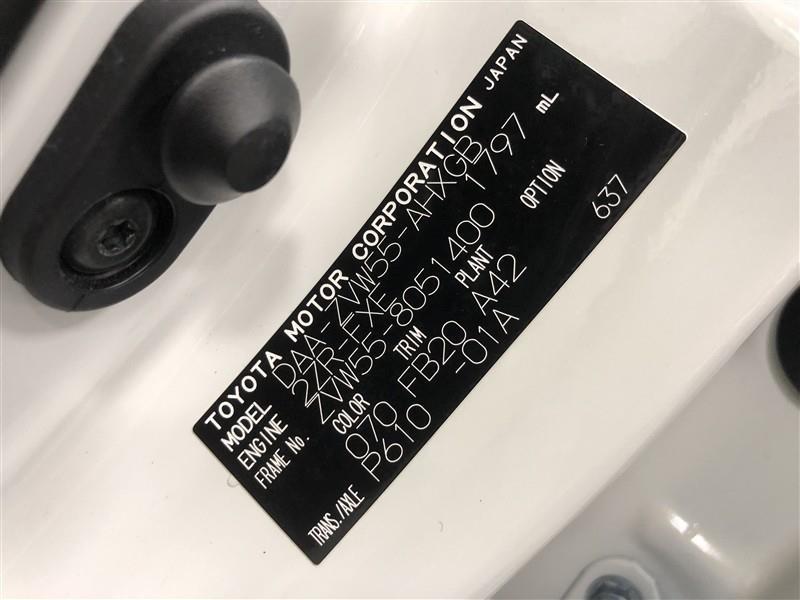 TOYOTA MOTOR CORPORATION JAPAN
MODEL DAA-ZVW55-AHXGB
ENGINE 2ZR-FXE 1797 mL
FRAME No. ZVW55-8051400
COLOR TRIM PLANT OPTION
070 FB20 A42 637
TRANS./AXLE P610 -01A